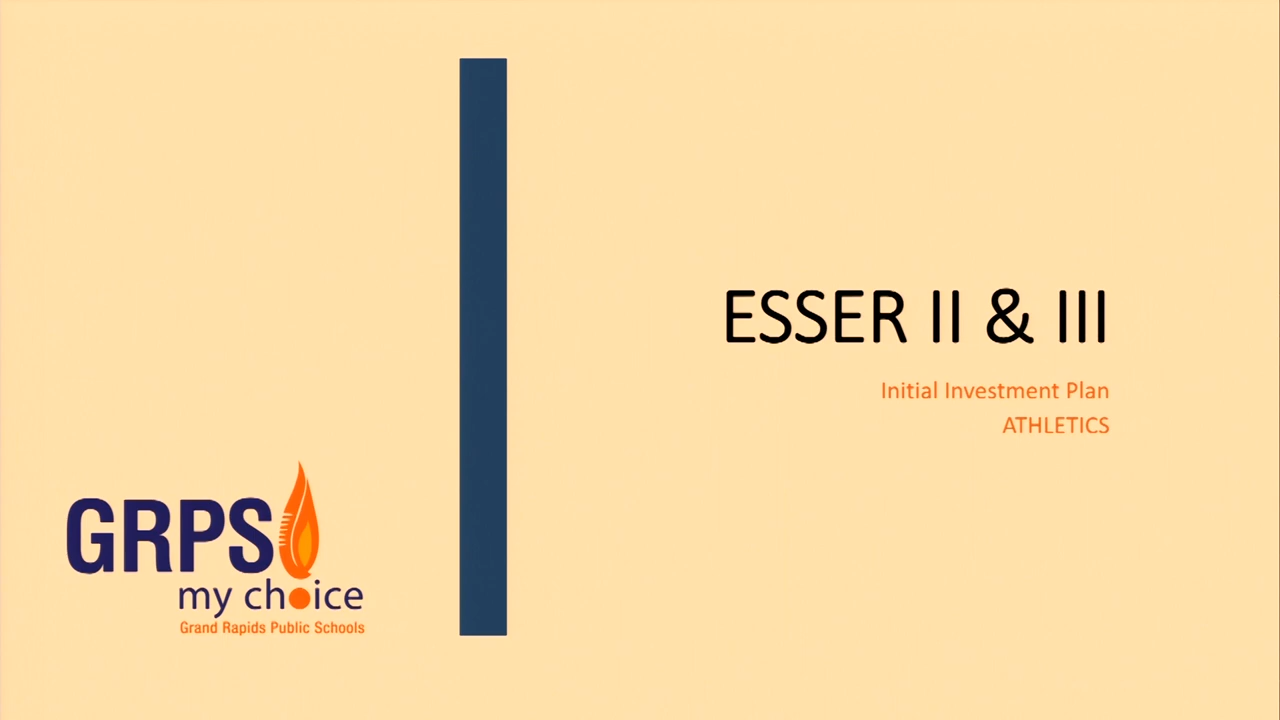 ESSER II & III
Initial Investment Plan
ATHLETICS
GRPS
my choice
Grand Rapids Public Schools